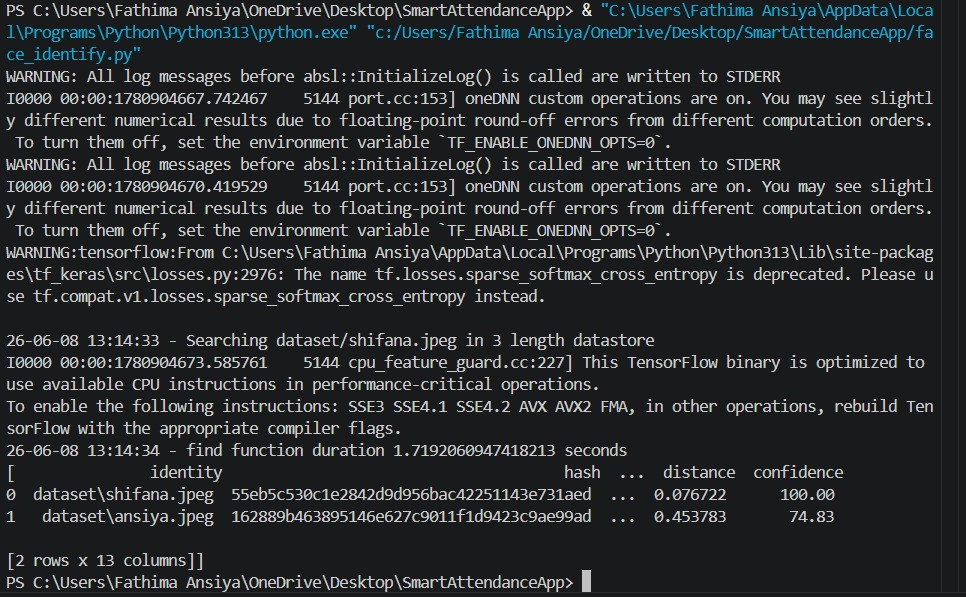 PS C:\Users\Fathima Ansiya\OneDrive\Desktop\SmartAttendanceApp> & "C:\Users\Fathima Ansiya\AppData\Loca
l\Programs\Python\Python313\python.exe" "c:/Users/Fathima Ansiya/OneDrive/Desktop/SmartAttendanceApp/fa
ce_identify.py"
WARNING: All log messages before absl::InitializeLog() is called are written to STDERR
I0000 00:00:1780904667.742467    5144 port.cc:153] oneDNN custom operations are on. You may see slightl
y different numerical results due to floating-point round-off errors from different computation orders.
 To turn them off, set the environment variable `TF_ENABLE_ONEDNN_OPTS=0`.
WARNING: All log messages before absl::InitializeLog() is called are written to STDERR
I0000 00:00:1780904670.419529    5144 port.cc:153] oneDNN custom operations are on. You may see slightl
y different numerical results due to floating-point round-off errors from different computation orders.
 To turn them off, set the environment variable `TF_ENABLE_ONEDNN_OPTS=0`.
WARNING:tensorflow:From C:\Users\Fathima Ansiya\AppData\Local\Programs\Python\Python313\Lib\site-packag
es\tf_keras\src\losses.py:2976: The name tf.losses.sparse_softmax_cross_entropy is deprecated. Please u
se tf.compat.v1.losses.sparse_softmax_cross_entropy instead.

26-06-08 13:14:33 - Searching dataset/shifana.jpeg in 3 length datastore
I0000 00:00:1780904673.585761    5144 cpu_feature_guard.cc:227] This TensorFlow binary is optimized to
use available CPU instructions in performance-critical operations.
To enable the following instructions: SSE3 SSE4.1 SSE4.2 AVX AVX2 FMA, in other operations, rebuild Ten
sorFlow with the appropriate compiler flags.
26-06-08 13:14:34 - find function duration 1.7192060947418213 seconds
[               identity                                      hash  ...  distance  confidence
0  dataset\shifana.jpeg  55eb5c530c1e2842d9d956bac42251143e731aed  ...  0.076722      100.00
1   dataset\ansiya.jpeg  162889b463895146e627c9011f1d9423c9ae99ad  ...  0.453783       74.83

[2 rows x 13 columns]]
PS C:\Users\Fathima Ansiya\OneDrive\Desktop\SmartAttendanceApp>